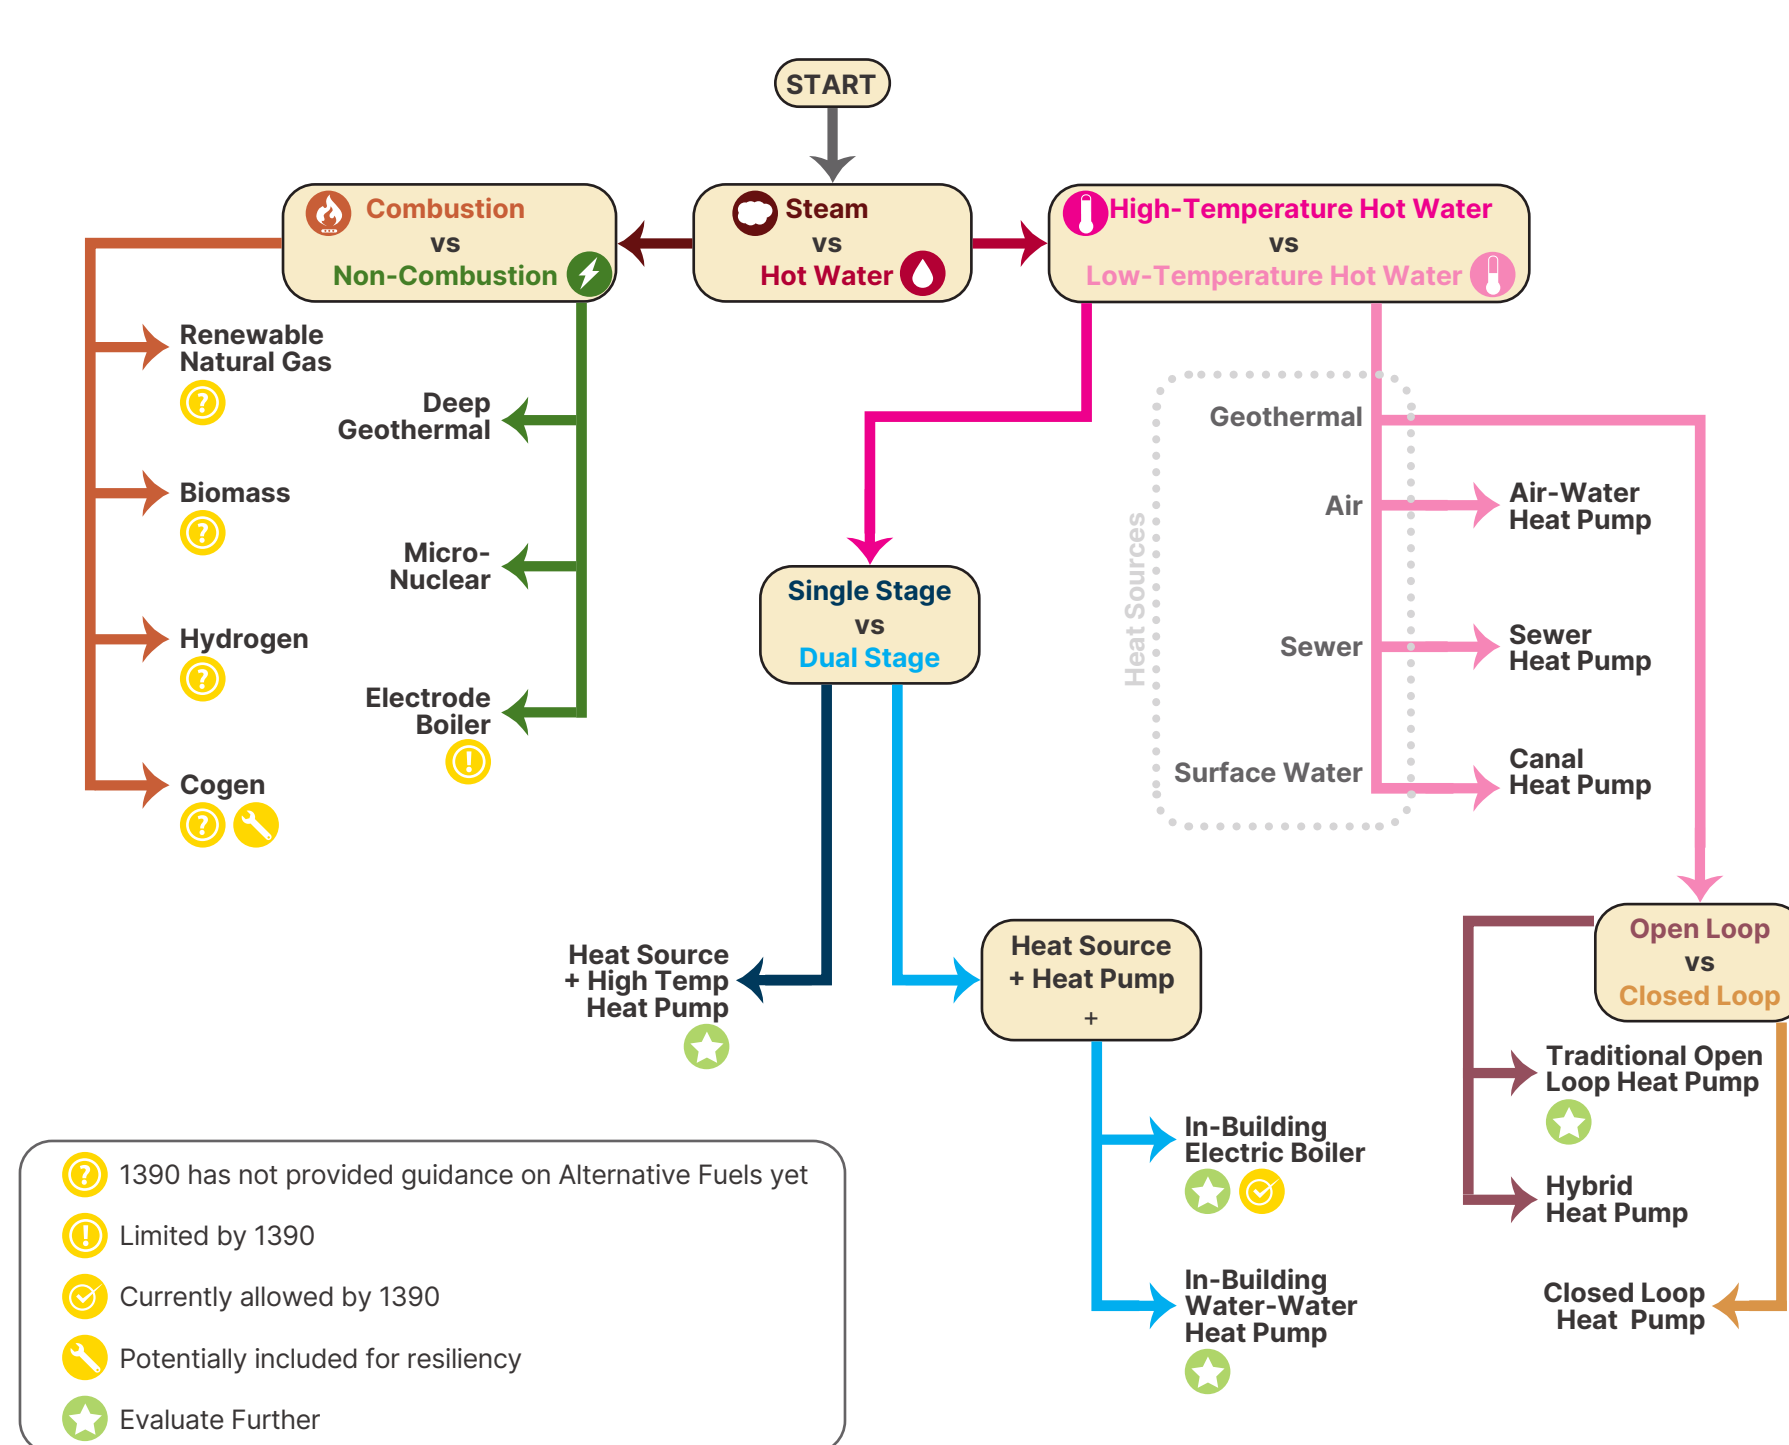 START
Combustion
vs
Non-Combustion
Steam
vs
Hot Water
High-Temperature Hot Water
vs
Low-Temperature Hot Water
Renewable
Natural Gas
?
Biomass
?
Hydrogen
?
Cogen
?
Deep
Geothermal
Micro-
Nuclear
Electrode
Boiler
!
Single Stage
vs
Dual Stage
Heat Sources
Geothermal
Air
Sewer
Surface Water
Air-Water
Heat Pump
Sewer
Heat Pump
Canal
Heat Pump
Heat Source
+ High Temp
Heat Pump
Heat Source
+ Heat Pump
+
In-Building
Electric Boiler
In-Building
Water-Water
Heat Pump
Open Loop
vs
Closed Loop
Traditional Open
Loop Heat Pump
Hybrid
Heat Pump
Closed Loop
Heat Pump
? 1390 has not provided guidance on Alternative Fuels yet
! Limited by 1390
Currently allowed by 1390
Potentially included for resiliency
Evaluate Further